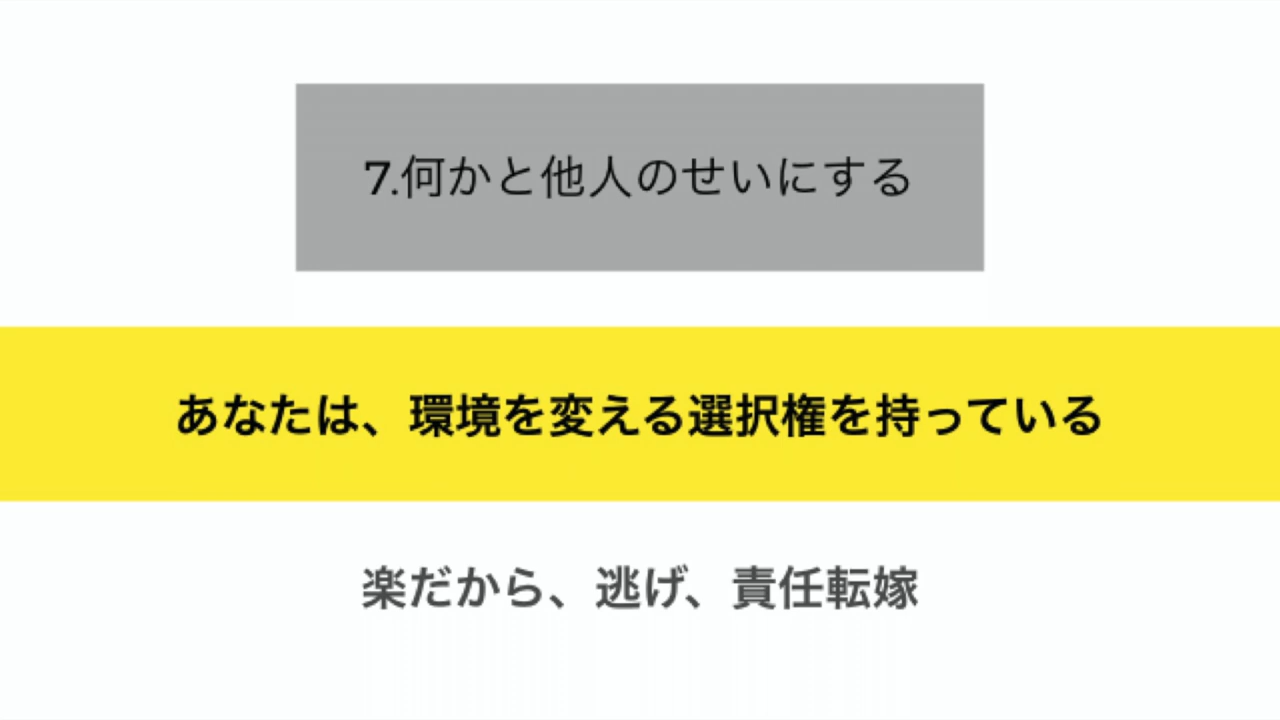 7.何かと他人のせいにする
あなたは、環境を変える選択権を持っている
楽だから、逃げ、責任転嫁